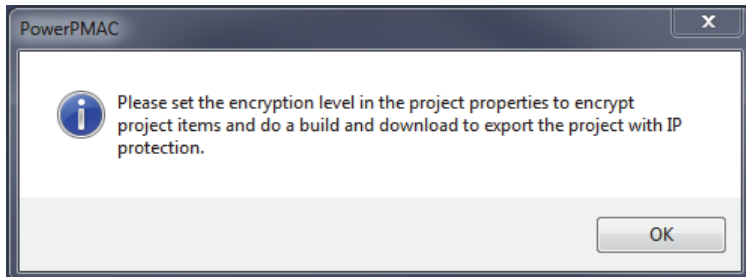 PowerPMAC
x
Please set the encryption level in the project properties to encrypt
project items and do a build and download to export the project with IP
protection.
OK